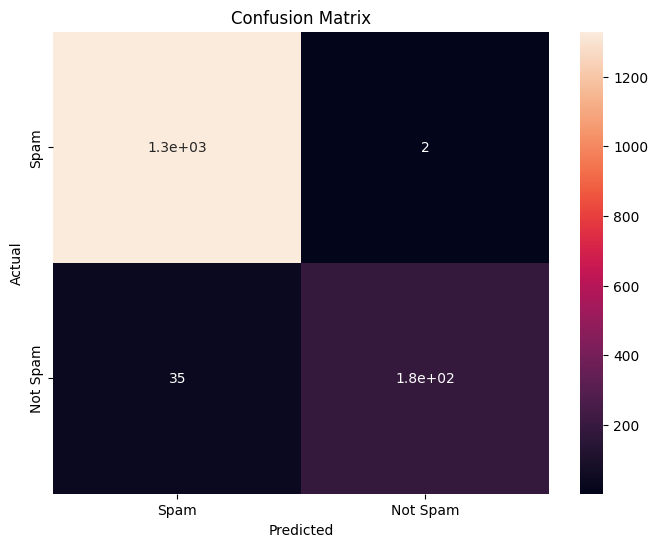 Confusion Matrix
Spam
Not Spam
Actual
1.3e+03
2
35
1.8e+02
Spam
Not Spam
Predicted
1200
1000
800
600
400
200